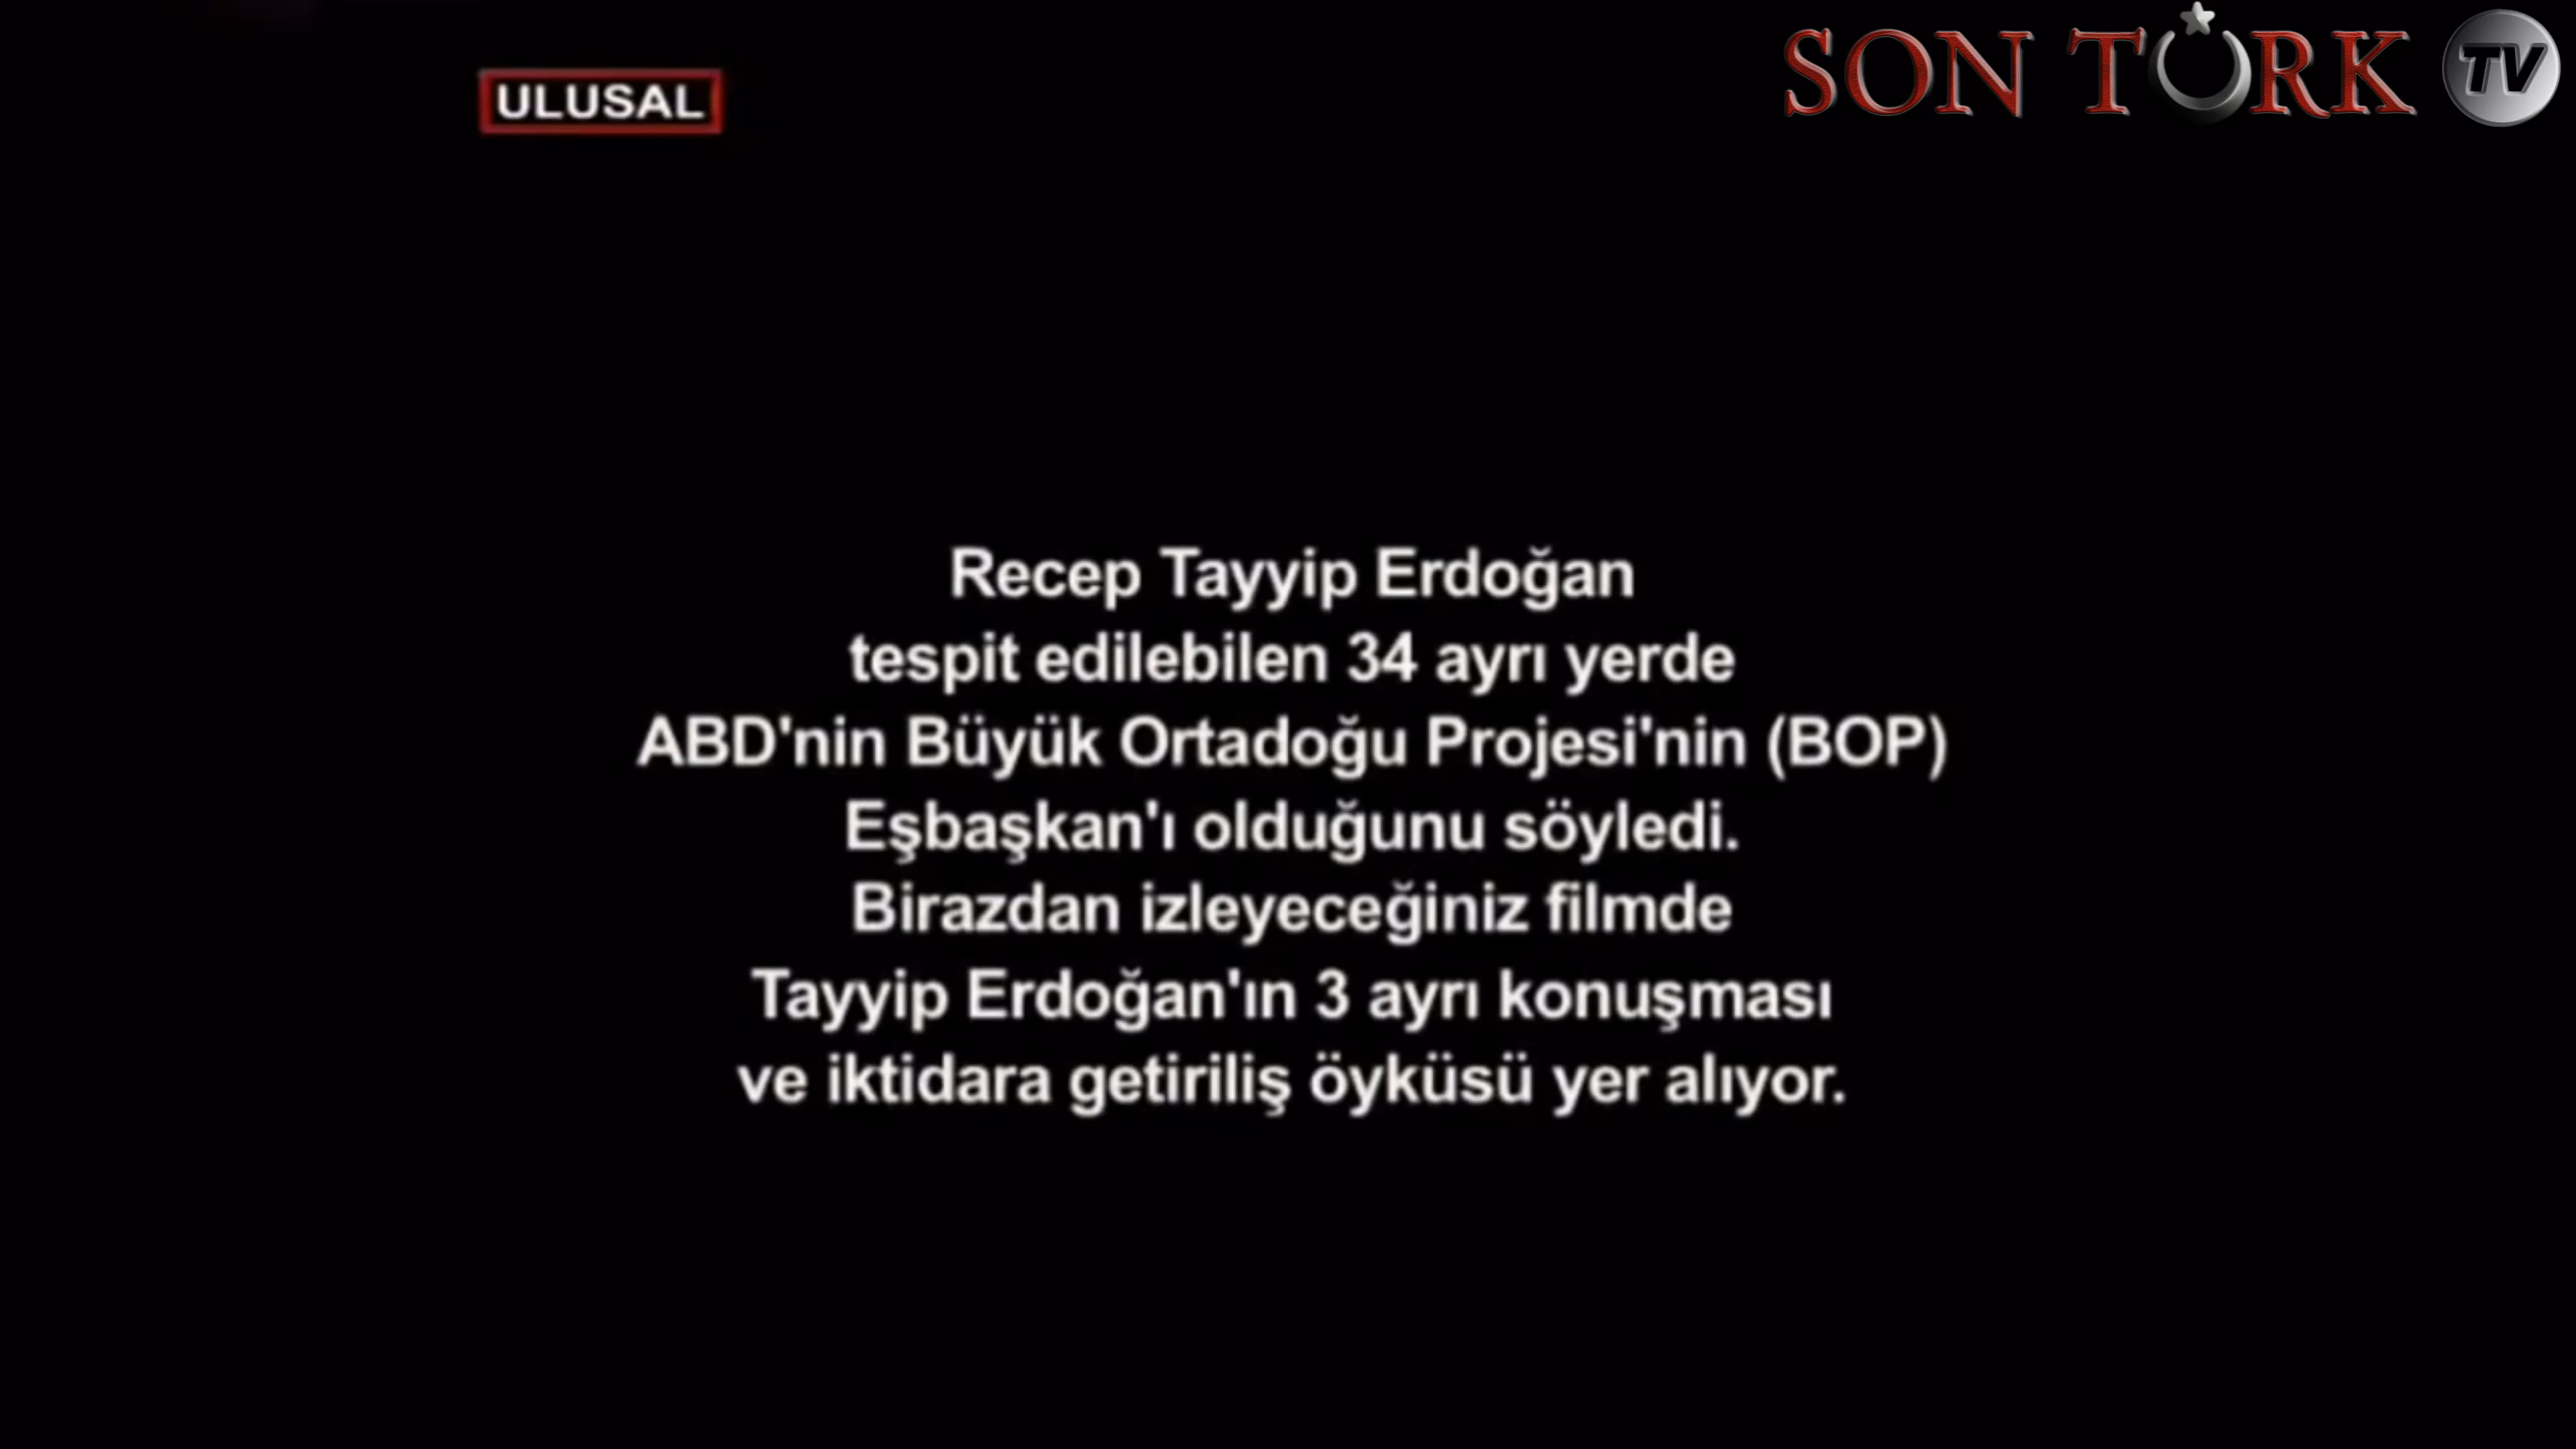 ULUSAL
SON TÜRK TV
Recep Tayyip Erdoğan
tespit edilebilen 34 ayrı yerde
ABD'nin Büyük Ortadoğu Projesi'nin (BOP)
Eşbaşkan'ı olduğunu söyledi.
Birazdan izleyeceğiniz filmde
Tayyip Erdoğan'ın 3 ayrı konuşması
ve iktidara getiriliş öyküsü yer alıyor.